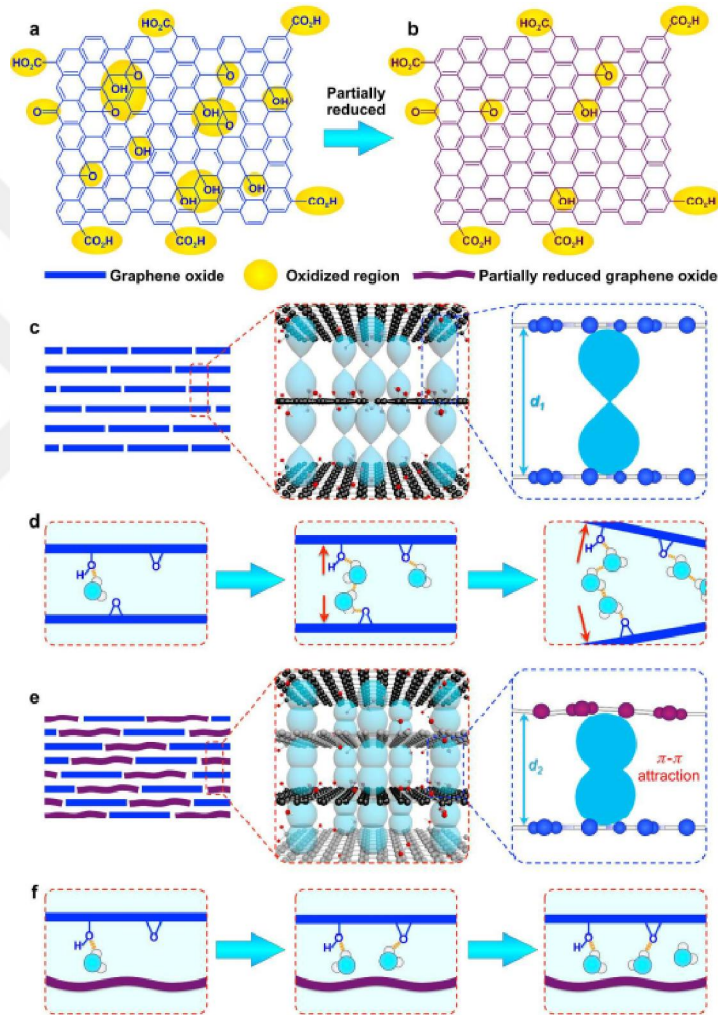 a
HO₂C
CO₂H
HO₂C
O
OH
O
O
OH
OH
O
O=
OH
O
OH
OH
OH
CO₂H
CO₂H
CO₂H
Partially
reduced
b
HO₂C
CO₂H
HO₂C
O
O
OH
O=
OH
CO₂H
CO₂H
CO₂H
Graphene oxide
Oxidized region
Partially reduced graphene oxide
c
d₁
d
H
O
O
O
H
O
O
O
H
O
O
O
e
d₂
π-π
attraction
f
H
O
O
H
O
O
H
O
O